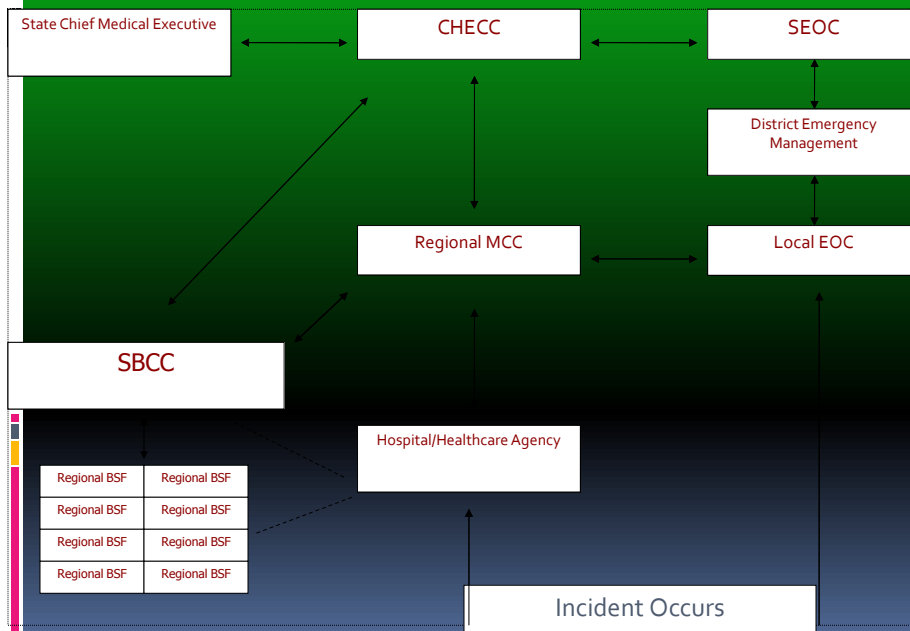 State Chief Medical Executive
CHECC
SEOC
District Emergency
Management
Regional MCC
Local EOC
SBCC
Hospital/Healthcare Agency
Regional BSF
Regional BSF
Regional BSF
Regional BSF
Regional BSF
Regional BSF
Regional BSF
Regional BSF
Incident Occurs